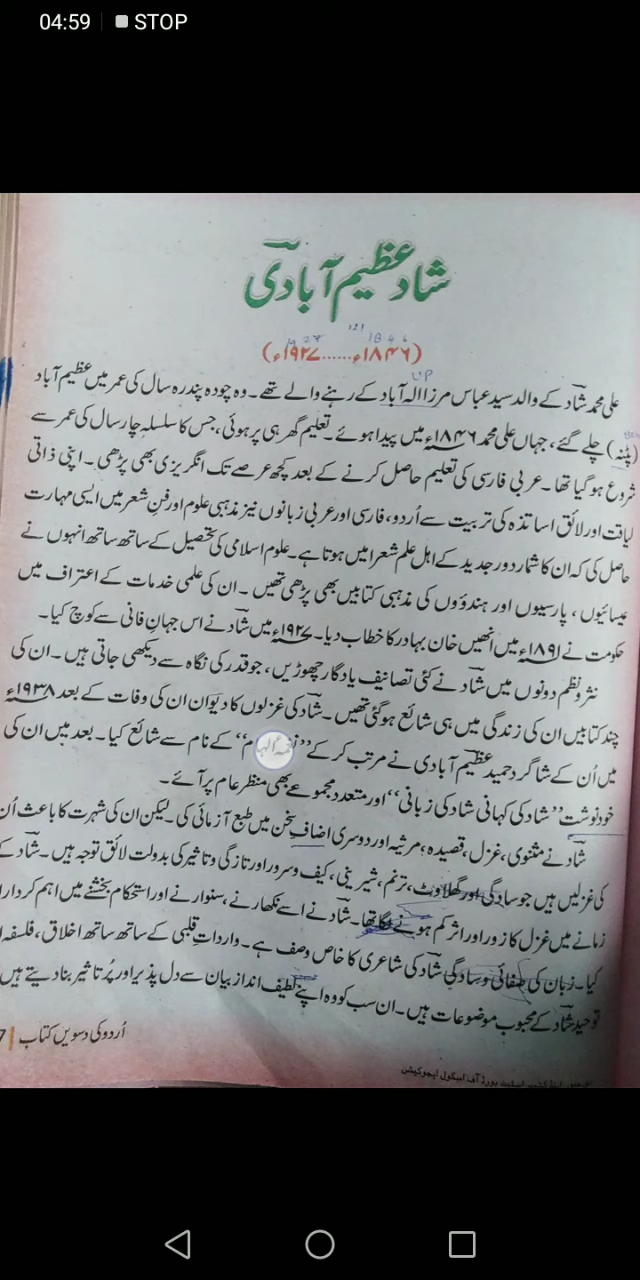 04:59 STOP
شاد عظیم آبادی
1927 121 1846
(۱۸۴۶ء......۱۹۲۷ء)
UP
علی محمد شاد کے والد سید عباس مرزا الہ آباد کے رہنے والے تھے۔ وہ چودہ پندرہ سال کی عمر میں عظیم آباد
(پٹنہ) چلے گئے، جہاں علی محمد ۱۸۴۶ء میں پیدا ہوئے۔ تعلیم گھر ہی پر ہوئی، جس کا سلسلہ چار سال کی عمر سے
شروع ہو گیا تھا۔ عربی فارسی کی تعلیم حاصل کرنے کے بعد کچھ عرصے تک انگریزی بھی پڑھی۔ اپنی ذاتی
لیاقت اور لائق اساتذہ کی تربیت سے اُردو، فارسی اور عربی زبانوں نیز مذہبی علوم اور فنِ شعر میں ایسی مہارت
حاصل کی کہ ان کا شمار دورِ جدید کے اہلِ علم شعرا میں ہوتا ہے۔ علوم اسلامی کی تحصیل کے ساتھ ساتھ انہوں نے
عیسائیوں، پارسیوں اور ہندوؤں کی مذہبی کتابیں بھی پڑھی تھیں۔ ان کی علمی خدمات کے اعتراف میں
حکومت نے ۱۸۹۱ء میں انھیں خان بہادر کا خطاب دیا۔ ۱۹۲۷ء میں شاد نے اس جہانِ فانی سے کوچ کیا۔
نثر و نظم دونوں میں شاد نے کئی تصانیف یادگار چھوڑیں، جو قدر کی نگاہ سے دیکھی جاتی ہیں۔ ان کی
چند کتابیں ان کی زندگی میں ہی شائع ہو گئی تھیں۔ شاد کی غزلوں کا دیوان ان کی وفات کے بعد ۱۹۳۸ء
میں اُن کے شاگرد حمید عظیم آبادی نے مرتب کر کے ”نغمۂ الہام“ کے نام سے شائع کیا۔ بعد میں ان کی
خودنوشت ”شاد کی کہانی شاد کی زبانی“ اور متعدد مجموعے بھی منظر عام پر آئے۔
شاد نے مثنوی، غزل، قصیدہ، مرثیہ اور دوسری اصاف سخن میں طبع آزمائی کی۔ لیکن ان کی شہرت کا باعث اُن
کی غزلیں ہیں جو سادگی اور گھلاوٹ، ترنم، شیرینی، کیف و سرور اور تازگی و تاثیر کی بدولت لائق توجہ ہیں۔ شاد کے
زمانے میں غزل کا زور اور اثر کم ہونے لگا تھا۔ شاد نے اسے نکھارنے، سنوارنے اور استحکام بخشنے میں اہم کردار ادا
کیا۔ زبان کی صفائی و سادگی شاد کی شاعری کا خاص وصف ہے۔ وارداتِ قلبی کے ساتھ ساتھ اخلاق، فلسفہ
توحید شاد کے محبوب موضوعات ہیں۔ ان سب کو وہ اپنے لطیف انداز بیان سے دل پذیر اور پُر تاثیر بنا دیتے ہیں
اُردو کی دسویں کتاب | 7
اسٹیٹ بورڈ آف اسکول ایجوکیشن